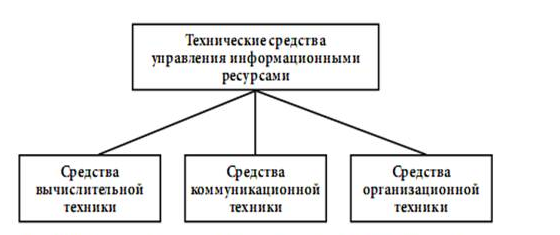 Технические средства
управления информационными
ресурсами
Средства
вычислительной
техники
Средства
коммуникационной
техники
Средства
организационной
техники